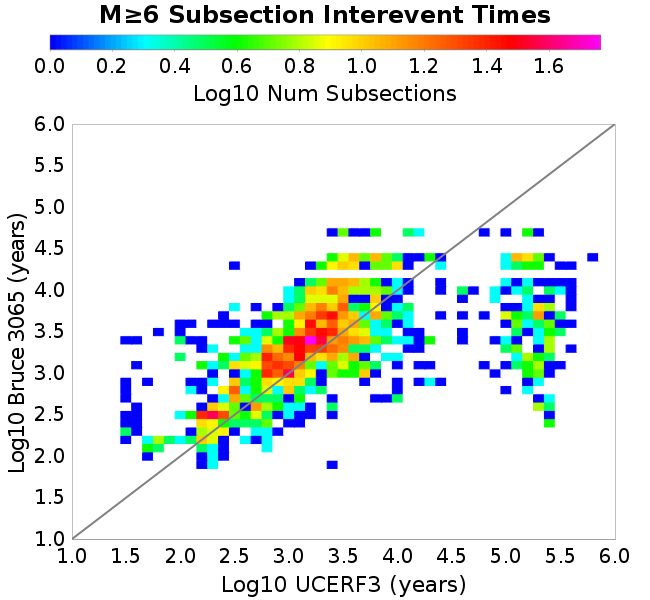 M≥6 Subsection Interevent Times
0.0 0.2 0.4 0.6 0.8 1.0 1.2 1.4 1.6
Log10 Num Subsections
6.0
5.5
5.0
4.5
4.0
3.5
3.0
2.5
2.0
1.5
1.0
Log10 Bruce 3065 (years)
1.0 1.5 2.0 2.5 3.0 3.5 4.0 4.5 5.0 5.5 6.0
Log10 UCERF3 (years)